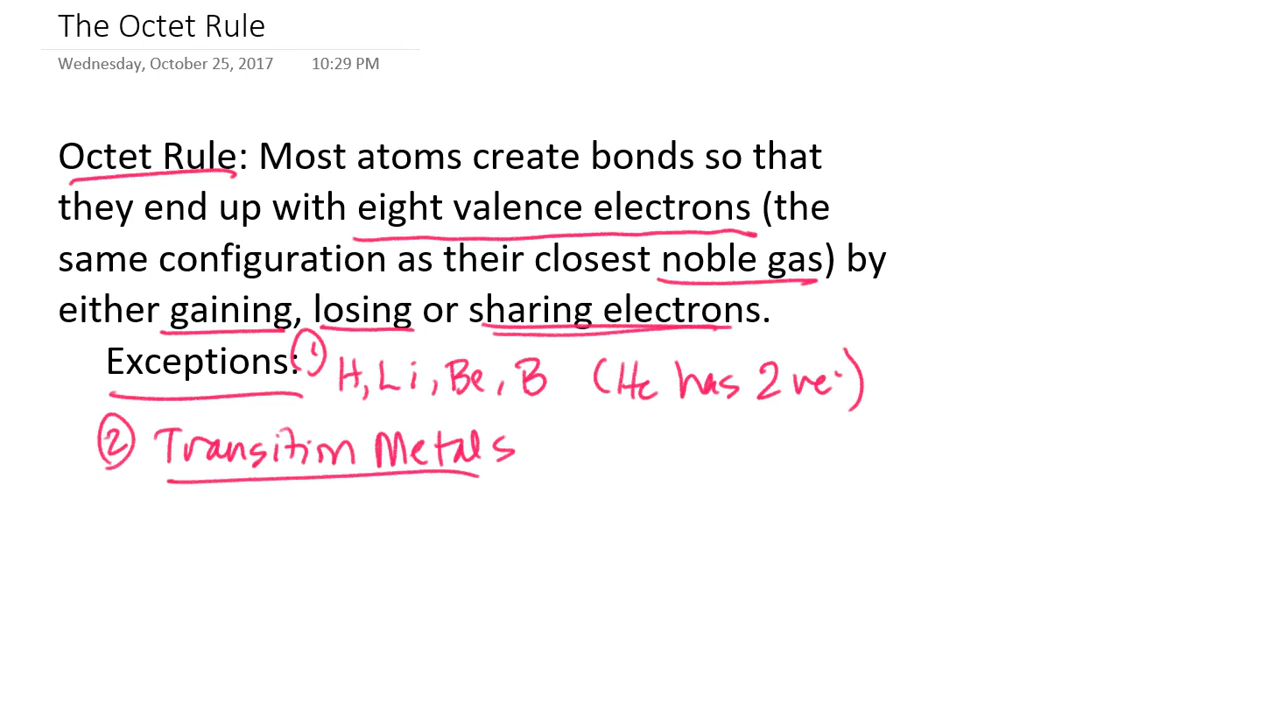 The Octet Rule
Wednesday, October 25, 2017 10:29 PM
Octet Rule: Most atoms create bonds so that
they end up with eight valence electrons (the
same configuration as their closest noble gas) by
either gaining, losing or sharing electrons.
Exceptions: ① H, Li, Be, B (He has 2 ve⁻)
② Transition Metals